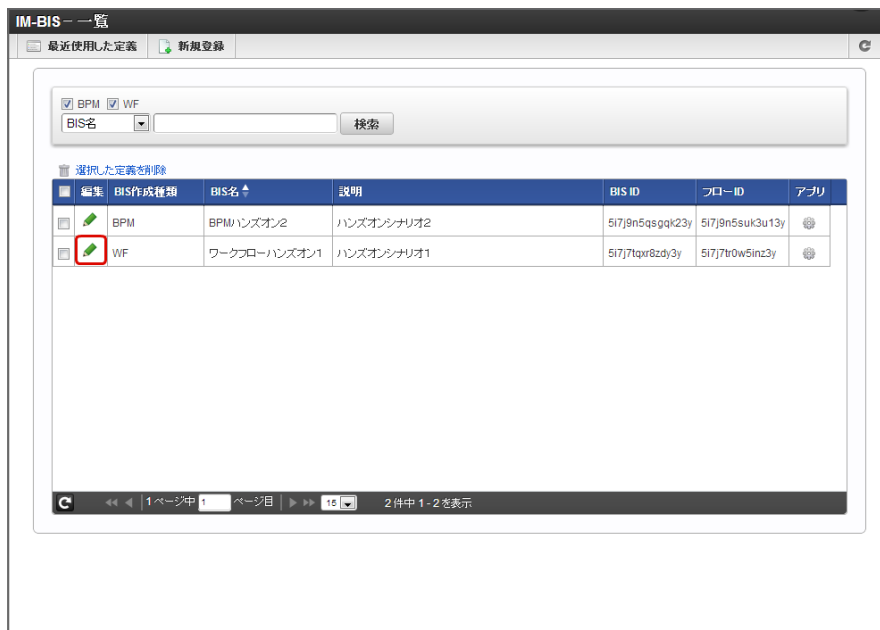 IM-BIS－一覧
最近使用した定義 新規登録
BPM WF
BIS名 検索
選択した定義を削除
編集 BIS作成種類 BIS名 説明 BIS ID フローID アプリ
BPM BPMハンズオン2 ハンズオンシナリオ2 5i7j9n5qsgqk23y 5i7j9n5suk3u13y
WF ワークフローハンズオン1 ハンズオンシナリオ1 5i7j7tqxr8zdy3y 5i7j7tr0w5inz3y
1ページ中 1 ページ目 15 2件中 1 - 2 を表示